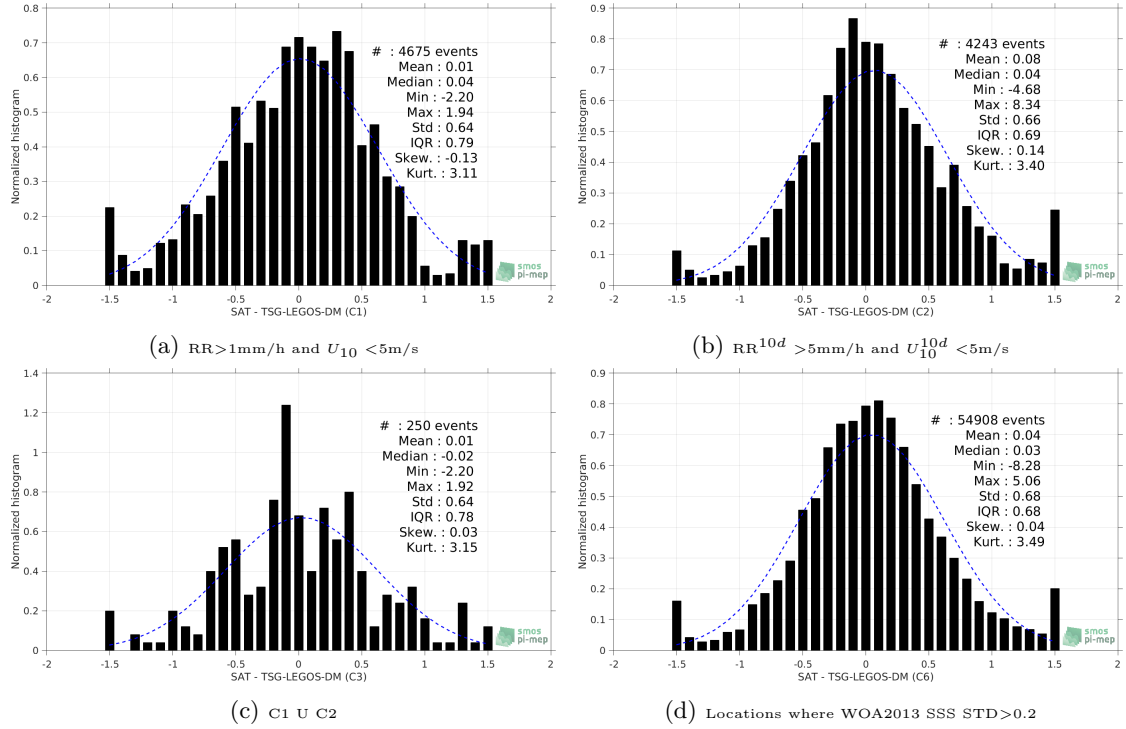 Normalized histogram
0.8
0.7
0.6
0.5
0.4
0.3
0.2
0.1
0
-2
-1.5
-1
-0.5
0
0.5
1
1.5
2
# : 4675 events
Mean : 0.01
Median : 0.04
Min : -2.20
Max : 1.94
Std : 0.64
IQR : 0.79
Skew. : -0.13
Kurt. : 3.11
smos
pi-mep
SAT - TSG-LEGOS-DM (C1)
(a) RR>1mm/h and U10 <5m/s
Normalized histogram
0.9
0.8
0.7
0.6
0.5
0.4
0.3
0.2
0.1
0
-2
-1.5
-1
-0.5
0
0.5
1
1.5
2
# : 4243 events
Mean : 0.08
Median : 0.04
Min : -4.68
Max : 8.34
Std : 0.66
IQR : 0.69
Skew. : 0.14
Kurt. : 3.40
smos
pi-mep
SAT - TSG-LEGOS-DM (C2)
(b) RR^10d >5mm/h and U10^10d <5m/s
Normalized histogram
1.4
1.2
1
0.8
0.6
0.4
0.2
0
-2
-1.5
-1
-0.5
0
0.5
1
1.5
2
# : 250 events
Mean : 0.01
Median : -0.02
Min : -2.20
Max : 1.92
Std : 0.64
IQR : 0.78
Skew. : 0.03
Kurt. : 3.15
smos
pi-mep
SAT - TSG-LEGOS-DM (C3)
(c) C1 U C2
Normalized histogram
0.9
0.8
0.7
0.6
0.5
0.4
0.3
0.2
0.1
0
-2
-1.5
-1
-0.5
0
0.5
1
1.5
2
# : 54908 events
Mean : 0.04
Median : 0.03
Min : -8.28
Max : 5.06
Std : 0.68
IQR : 0.68
Skew. : 0.04
Kurt. : 3.49
smos
pi-mep
SAT - TSG-LEGOS-DM (C6)
(d) Locations where WOA2013 SSS STD>0.2